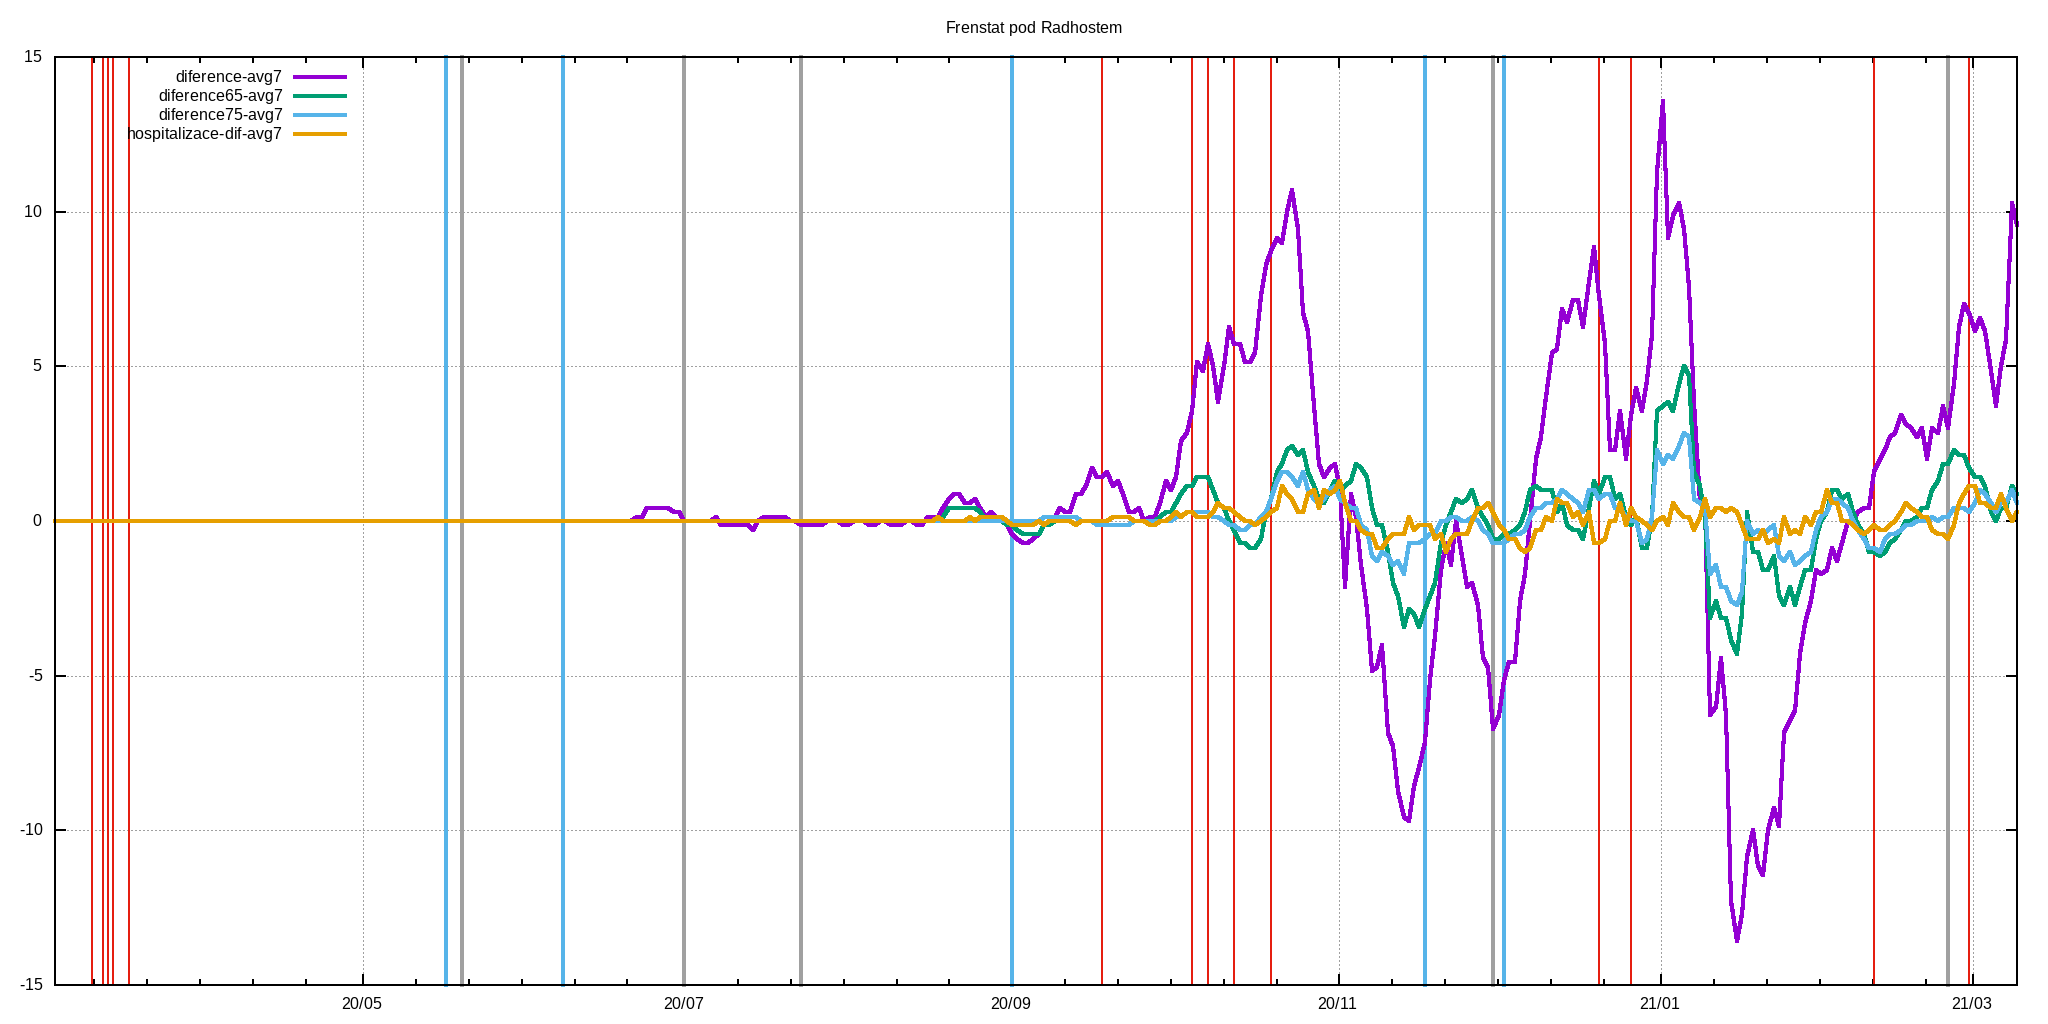 Frenstat pod Radhostem
15
diference-avg7
diference65-avg7
diference75-avg7
hospitalizace-dif-avg7
10
5
0
-5
-10
-15
20/05 20/07 20/09 20/11 21/01 21/03